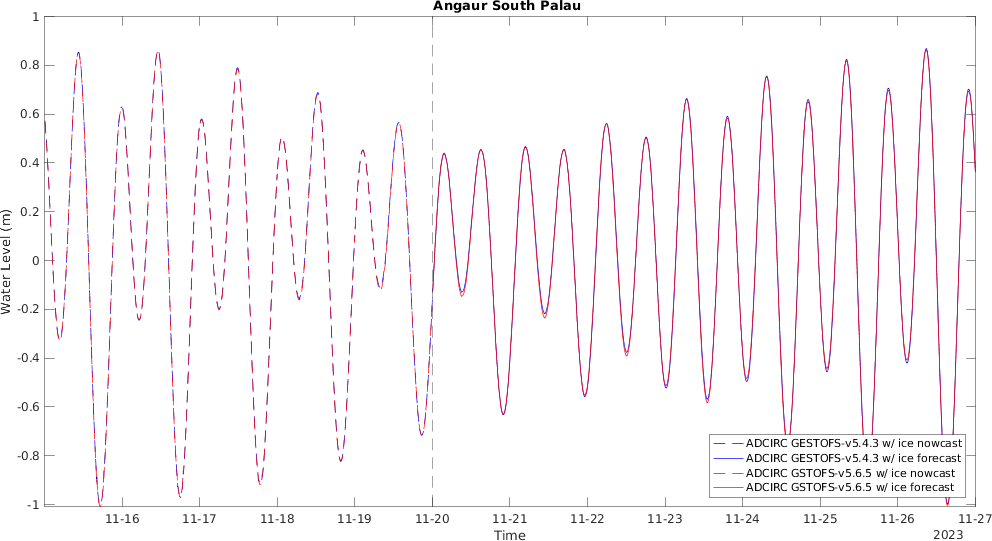 Angaur South Palau
Water Level (m)
1
0.8
0.6
0.4
0.2
0
-0.2
-0.4
-0.6
-0.8
-1
ADCIRC GESTOFS-v5.4.3 w/ ice nowcast
ADCIRC GESTOFS-v5.4.3 w/ ice forecast
ADCIRC GSTOFS-v5.6.5 w/ ice nowcast
ADCIRC GSTOFS-v5.6.5 w/ ice forecast
11-16 11-17 11-18 11-19 11-20 11-21 11-22 11-23 11-24 11-25 11-26 11-27
Time
2023